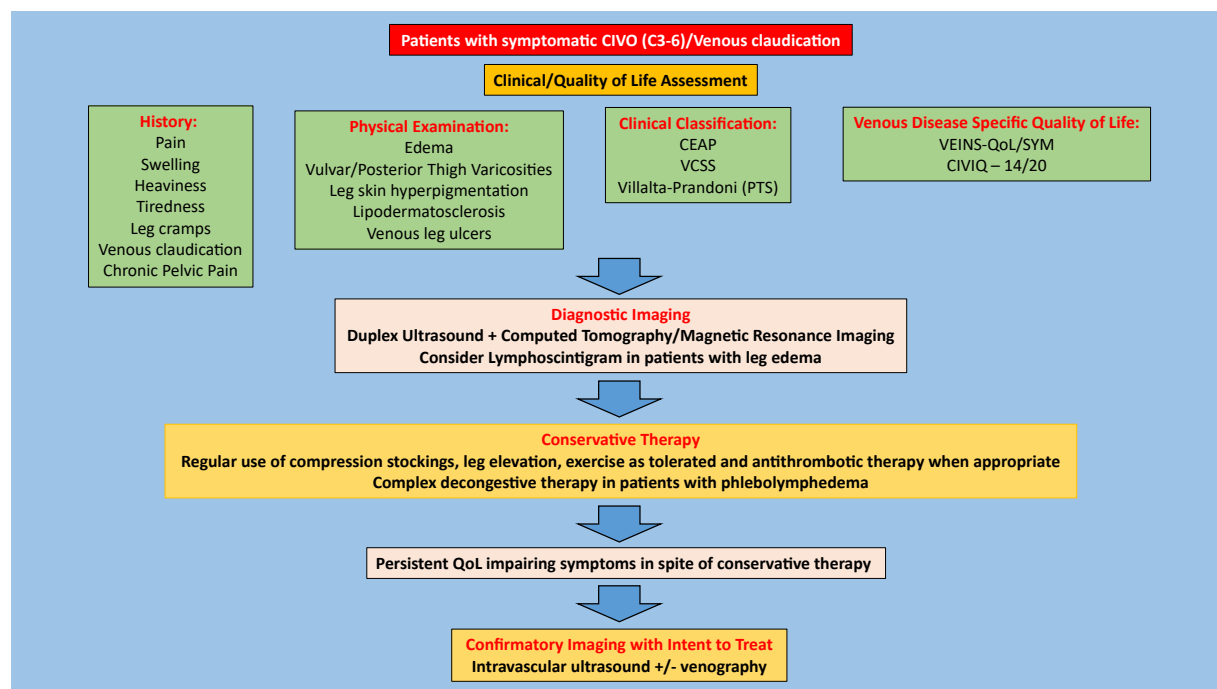 Patients with symptomatic CIVO (C3-6)/Venous claudication
Clinical/Quality of Life Assessment
History:
Pain
Swelling
Heaviness
Tiredness
Leg cramps
Venous claudication
Chronic Pelvic Pain
Physical Examination:
Edema
Vulvar/Posterior Thigh Varicosities
Leg skin hyperpigmentation
Lipodermatosclerosis
Venous leg ulcers
Clinical Classification:
CEAP
VCSS
Villalta-Prandoni (PTS)
Venous Disease Specific Quality of Life:
VEINS-QoL/SYM
CIVIQ – 14/20
Diagnostic Imaging
Duplex Ultrasound + Computed Tomography/Magnetic Resonance Imaging
Consider Lymphoscintigram in patients with leg edema
Conservative Therapy
Regular use of compression stockings, leg elevation, exercise as tolerated and antithrombotic therapy when appropriate
Complex decongestive therapy in patients with phlebolymphedema
Persistent QoL impairing symptoms in spite of conservative therapy
Confirmatory Imaging with Intent to Treat
Intravascular ultrasound +/- venography